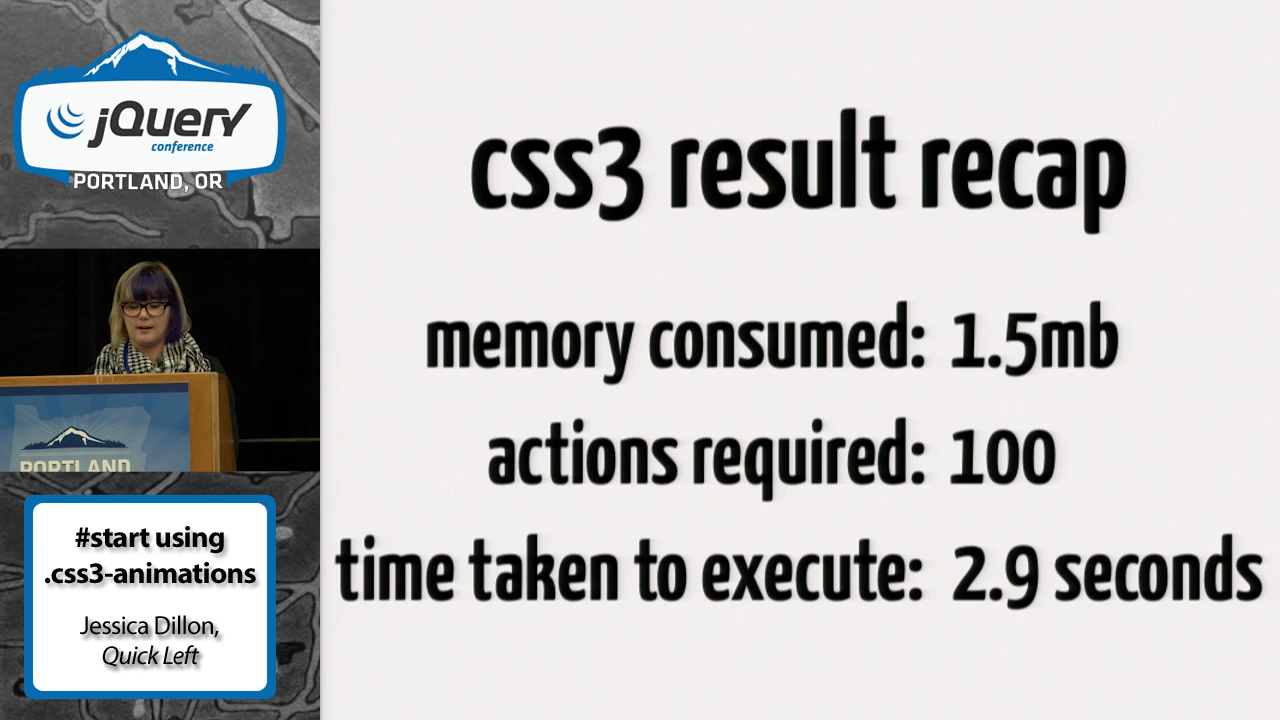 jQuery
conference
PORTLAND, OR
PORTLAND
#start using
.css3-animations
Jessica Dillon,
Quick Left
css3 result recap
memory consumed: 1.5mb
actions required: 100
time taken to execute: 2.9 seconds